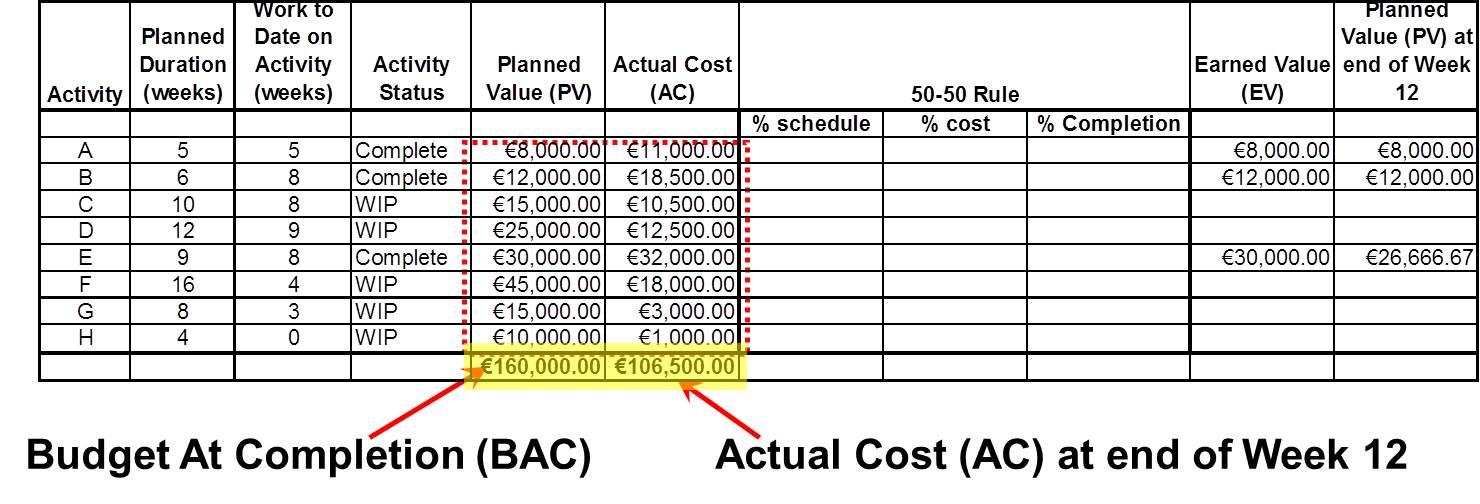 Activity Planned Duration (weeks) Work to Date on Activity (weeks) Activity Status Planned Value (PV) Actual Cost (AC) 50-50 Rule Earned Value (EV) Planned Value (PV) at end of Week 12
% schedule % cost % Completion
A 5 5 Complete €8,000.00 €11,000.00 €8,000.00 €8,000.00
B 6 8 Complete €12,000.00 €18,500.00 €12,000.00 €12,000.00
C 10 8 WIP €15,000.00 €10,500.00
D 12 9 WIP €25,000.00 €12,500.00
E 9 8 Complete €30,000.00 €32,000.00 €30,000.00 €26,666.67
F 16 4 WIP €45,000.00 €18,000.00
G 8 3 WIP €15,000.00 €3,000.00
H 4 0 WIP €10,000.00 €1,000.00
€160,000.00 €106,500.00
Budget At Completion (BAC) Actual Cost (AC) at end of Week 12